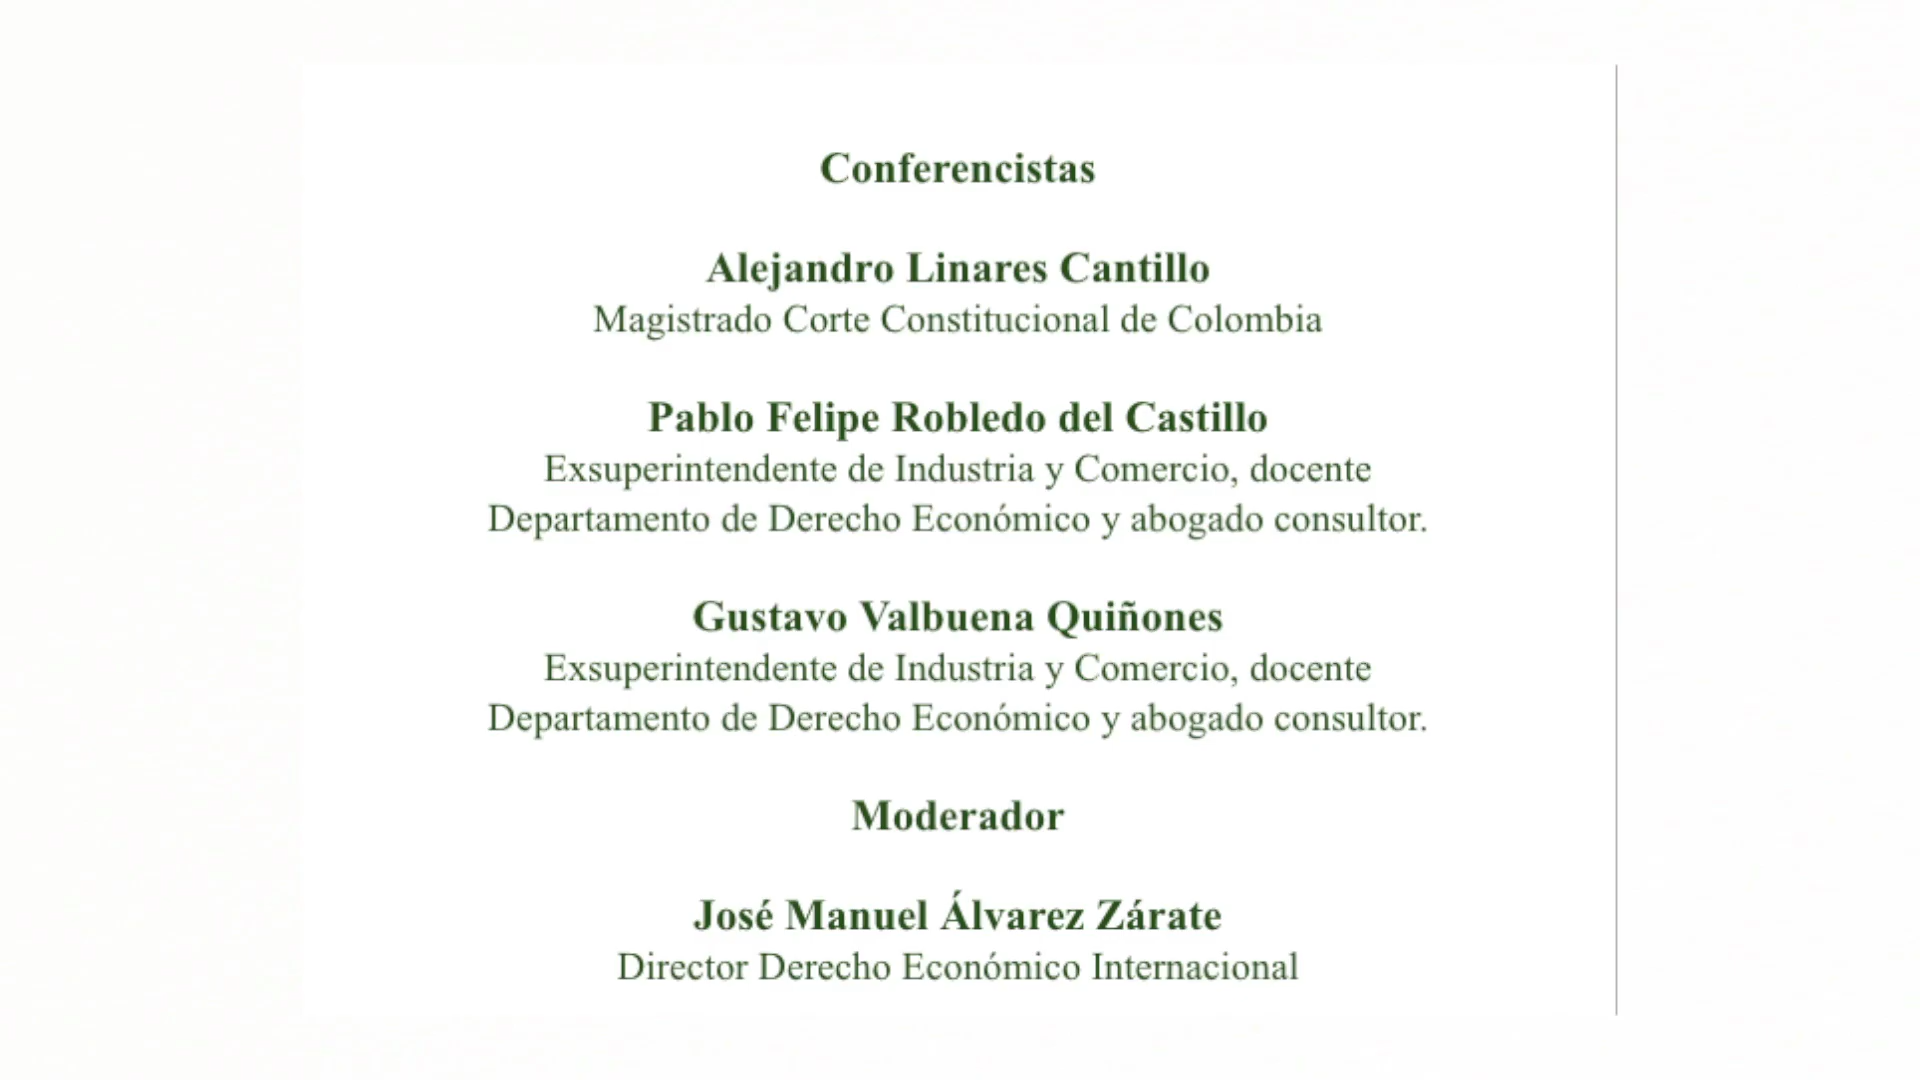 Conferencistas
Alejandro Linares Cantillo
Magistrado Corte Constitucional de Colombia
Pablo Felipe Robledo del Castillo
Exsuperintendente de Industria y Comercio, docente
Departamento de Derecho Económico y abogado consultor.
Gustavo Valbuena Quiñones
Exsuperintendente de Industria y Comercio, docente
Departamento de Derecho Económico y abogado consultor.
Moderador
José Manuel Álvarez Zárate
Director Derecho Económico Internacional